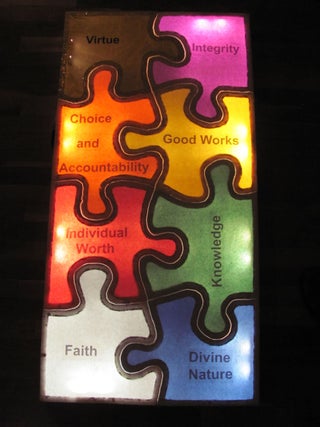 Virtue
Integrity
Choice
and
Accountability
Good Works
Individual
Worth
Knowledge
Faith
Divine
Nature